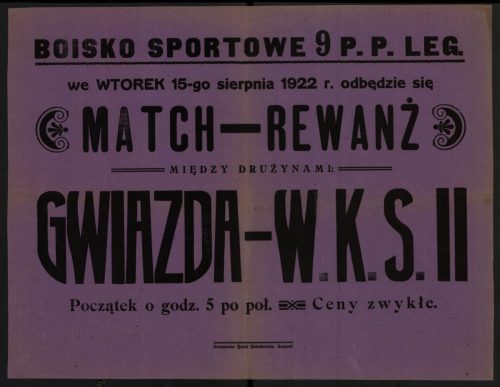 BOISKO SPORTOWE 9 P. P. LEG.
we WTOREK 15-go sierpnia 1922 r. odbędzie się
MATCH—REWANŻ
MIĘDZY DRUŻYNAMI:
GWIAZDA—W.K.S. II
Początek o godz. 5 po poł. Ceny zwykłe.